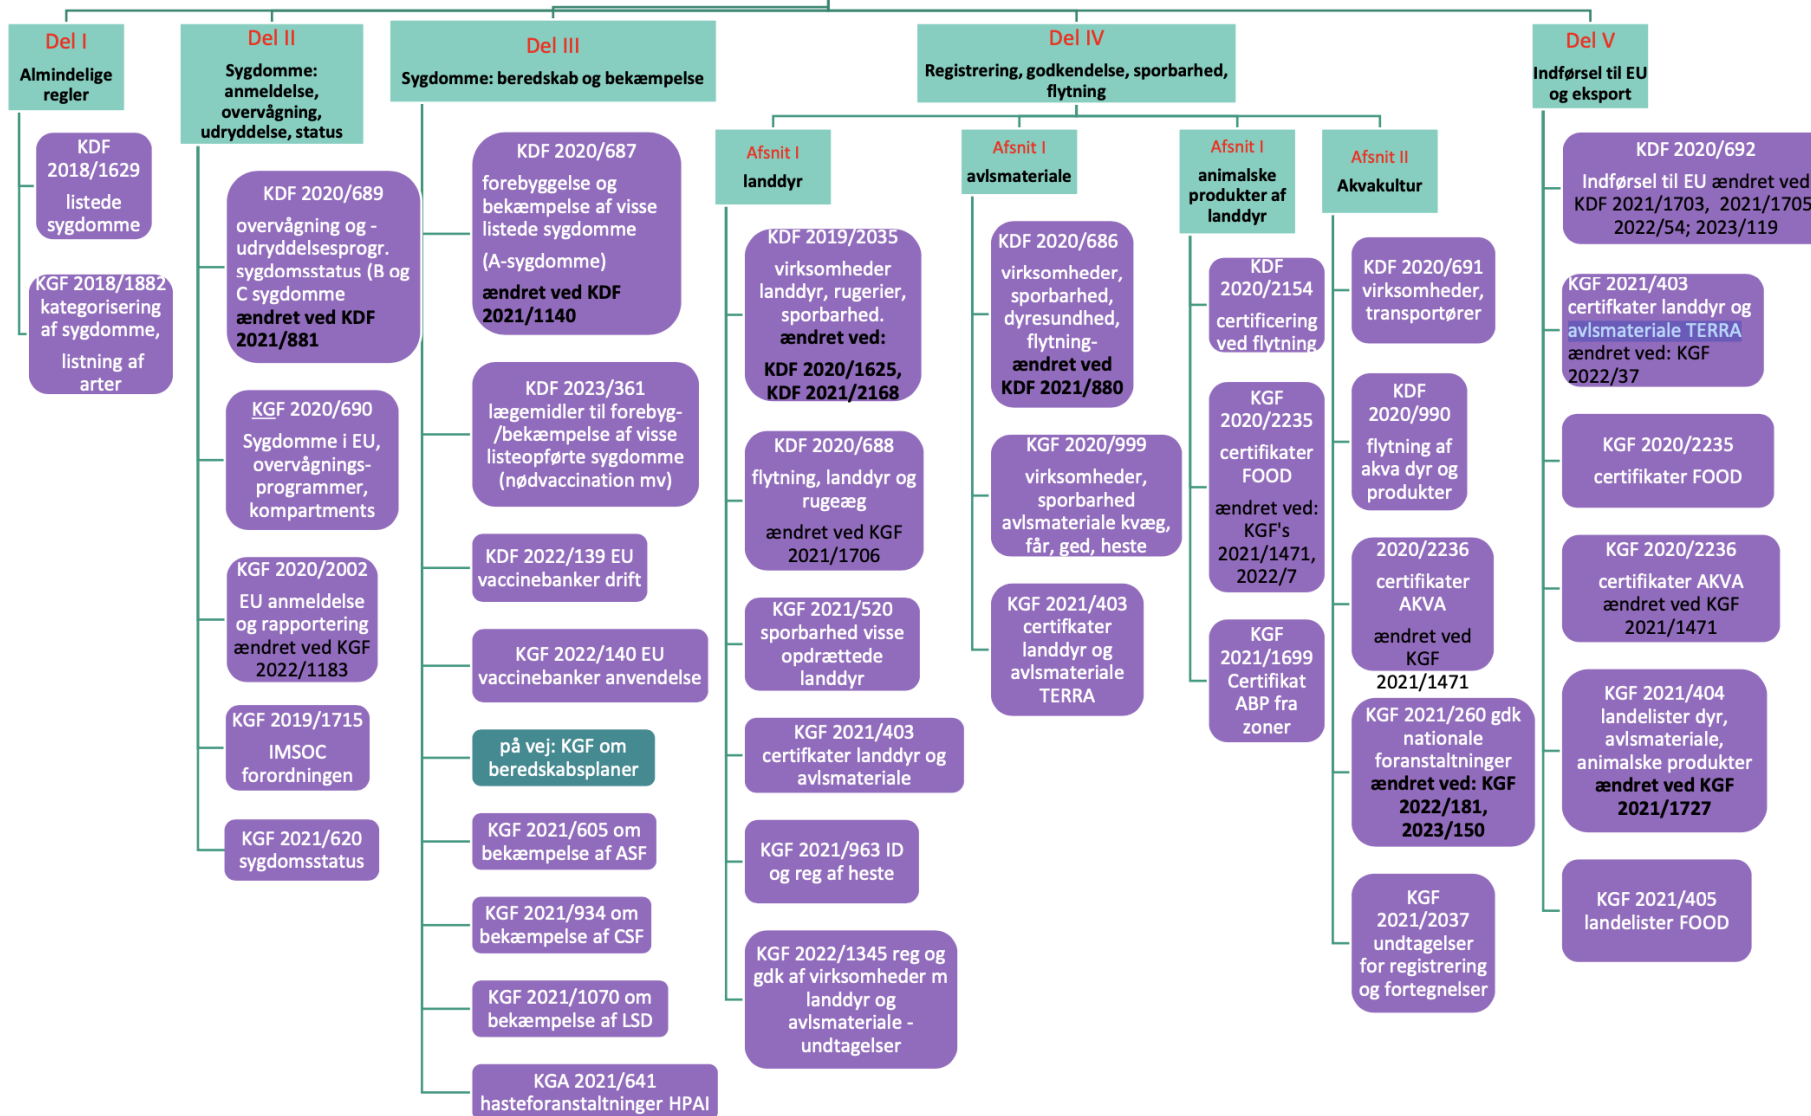 Del I
Almindelige
regler
KDF
2018/1629
listede
sygdomme
KGF 2018/1882
kategorisering
af sygdomme,
listning af
arter
Del II
Sygdomme:
anmeldelse,
overvågning,
udryddelse, status
KDF 2020/689
overvågning og -
udryddelsesprogr.
sygdomsstatus (B og
C sygdomme
ændret ved KDF
2021/881
KGF 2020/690
Sygdomme i EU,
overvågnings-
programmer,
kompartments
KGF 2020/2002
EU anmeldelse
og rapportering
ændret ved KGF
2022/1183
KGF 2019/1715
IMSOC
forordningen
KGF 2021/620
sygdomsstatus
Del III
Sygdomme: beredskab og bekæmpelse
KDF 2020/687
forebyggelse og
bekæmpelse af visse
listede sygdomme
(A-sygdomme)
ændret ved KDF
2021/1140
KDF 2023/361
lægemidler til forebyg-
/bekæmpelse af visse
listeopførte sygdomme
(nødvaccination mv)
KDF 2022/139 EU
vaccinebanker drift
KGF 2022/140 EU
vaccinebanker anvendelse
på vej: KGF om
beredskabsplaner
KGF 2021/605 om
bekæmpelse af ASF
KGF 2021/934 om
bekæmpelse af CSF
KGF 2021/1070 om
bekæmpelse af LSD
KGA 2021/641
hasteforanstaltninger HPAI
Del IV
Registrering, godkendelse, sporbarhed,
flytning
Afsnit I
landdyr
KDF 2019/2035
virksomheder
landdyr, rugerier,
sporbarhed.
ændret ved:
KDF 2020/1625,
KDF 2021/2168
KDF 2020/688
flytning, landdyr og
rugeæg
ændret ved KGF
2021/1706
KGF 2021/520
sporbarhed visse
opdrættede
landdyr
KGF 2021/403
certifkater landdyr og
avlsmateriale
KGF 2021/963 ID
og reg af heste
KGF 2022/1345 reg og
gdk af virksomheder m
landdyr og
avlsmateriale -
undtagelser
Afsnit I
avlsmateriale
KDF 2020/686
virksomheder,
sporbarhed,
dyresundhed,
flytning-
ændret ved
KDF 2021/880
KGF 2020/999
virksomheder,
sporbarhed
avlsmateriale kvæg,
får, ged, heste
KGF 2021/403
certifkater
landdyr og
avlsmateriale
TERRA
Afsnit I
animalske
produkter af
landdyr
KDF
2020/2154
certificering
ved flytning
KGF
2020/2235
certifikater
FOOD
ændret ved:
KGF's
2021/1471,
2022/7
KGF
2021/1699
Certifikat
ABP fra
zoner
Afsnit II
Akvakultur
KDF 2020/691
virksomheder,
transportører
KDF
2020/990
flytning af
akva dyr og
produkter
2020/2236
certifikater
AKVA
ændret ved
KGF
2021/1471
KGF 2021/260 gdk
nationale
foranstaltninger
ændret ved: KGF
2022/181,
2023/150
KGF
2021/2037
undtagelser
for registrering
og fortegnelser
Del V
Indførsel til EU
og eksport
KDF 2020/692
Indførsel til EU ændret ved
KDF 2021/1703, 2021/1705
2022/54; 2023/119
KGF 2021/403
certifkater landdyr og
avlsmateriale TERRA
ændret ved: KGF
2022/37
KGF 2020/2235
certifikater FOOD
KGF 2020/2236
certifikater AKVA
ændret ved KGF
2021/1471
KGF 2021/404
landelister dyr,
avlsmateriale,
animalske produkter
ændret ved KGF
2021/1727
KGF 2021/405
landelister FOOD